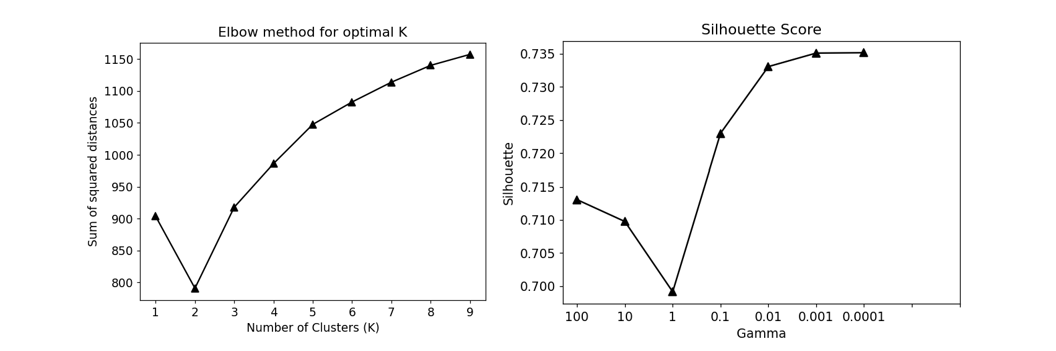 Elbow method for optimal K
Sum of squared distances
1150
1100
1050
1000
950
900
850
800
1 2 3 4 5 6 7 8 9
Number of Clusters (K)
Silhouette Score
Silhouette
0.735
0.730
0.725
0.720
0.715
0.710
0.705
0.700
100 10 1 0.1 0.01 0.001 0.0001
Gamma